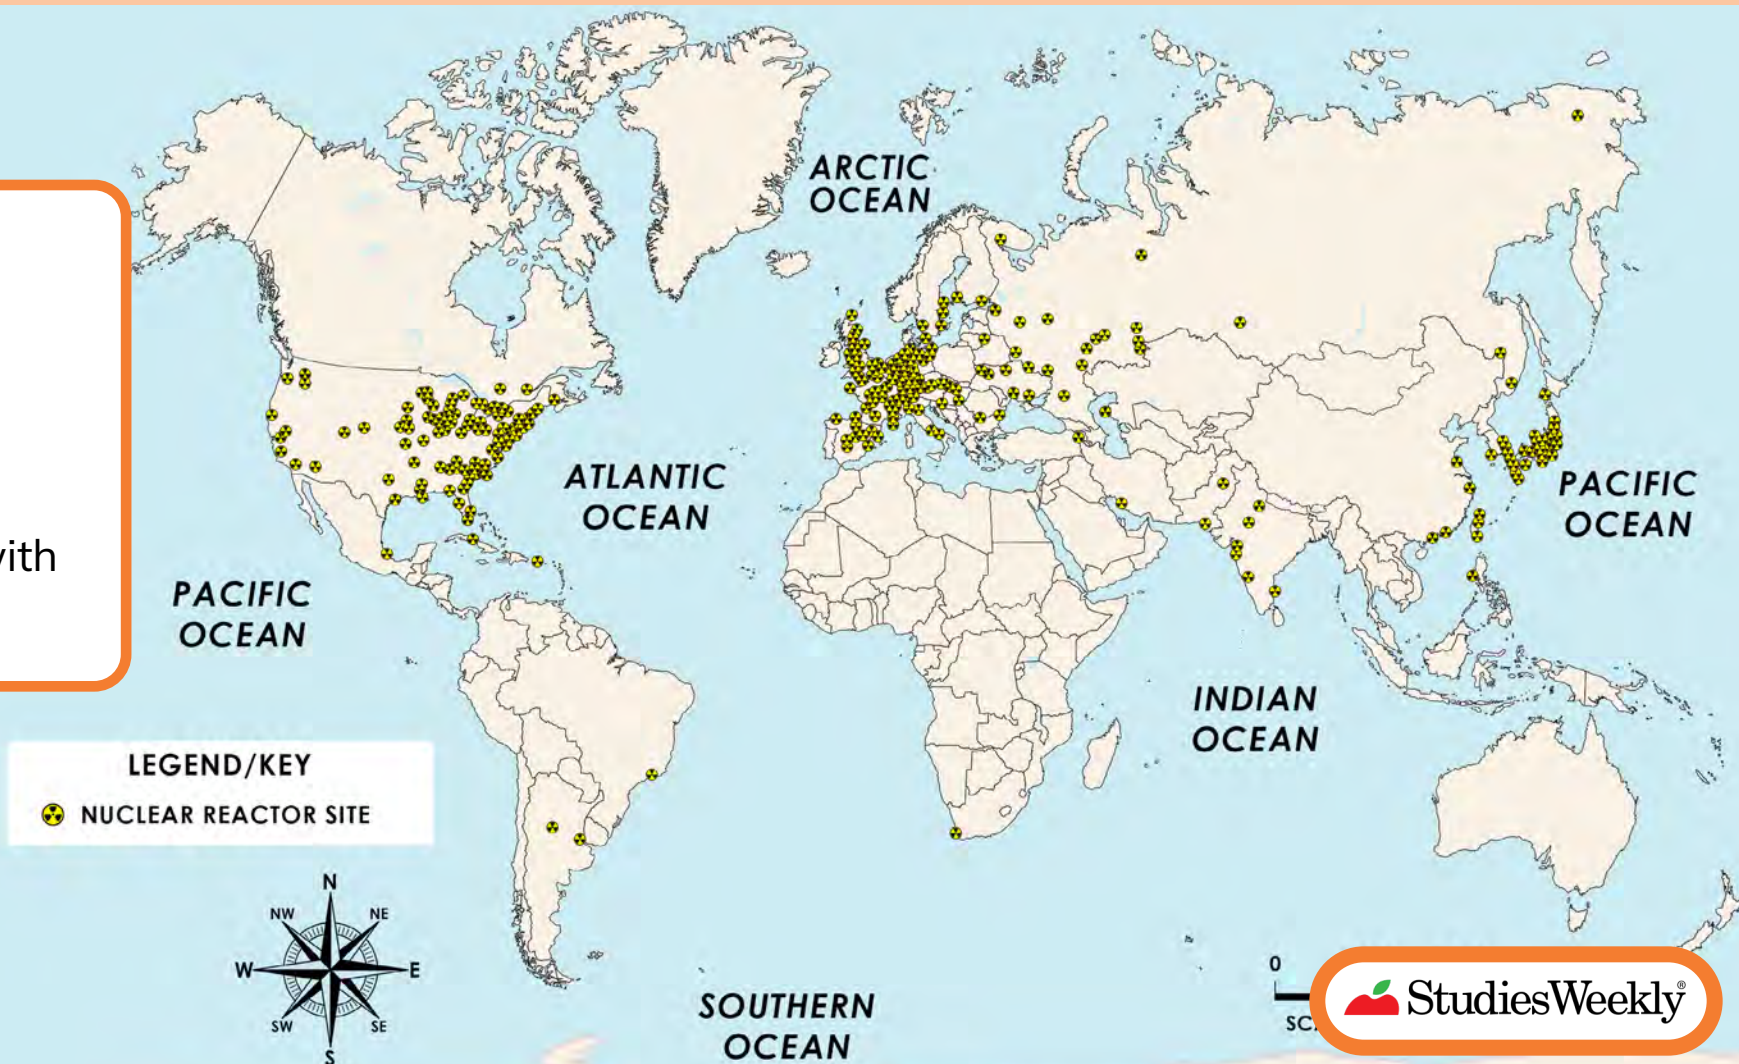 ARCTIC
OCEAN
ATLANTIC
OCEAN
PACIFIC
OCEAN
with
PACIFIC
OCEAN
INDIAN
OCEAN
LEGEND/KEY
NUCLEAR REACTOR SITE
N
NW NE
W E
SW SE
S
SOUTHERN
OCEAN
0
StudiesWeekly®